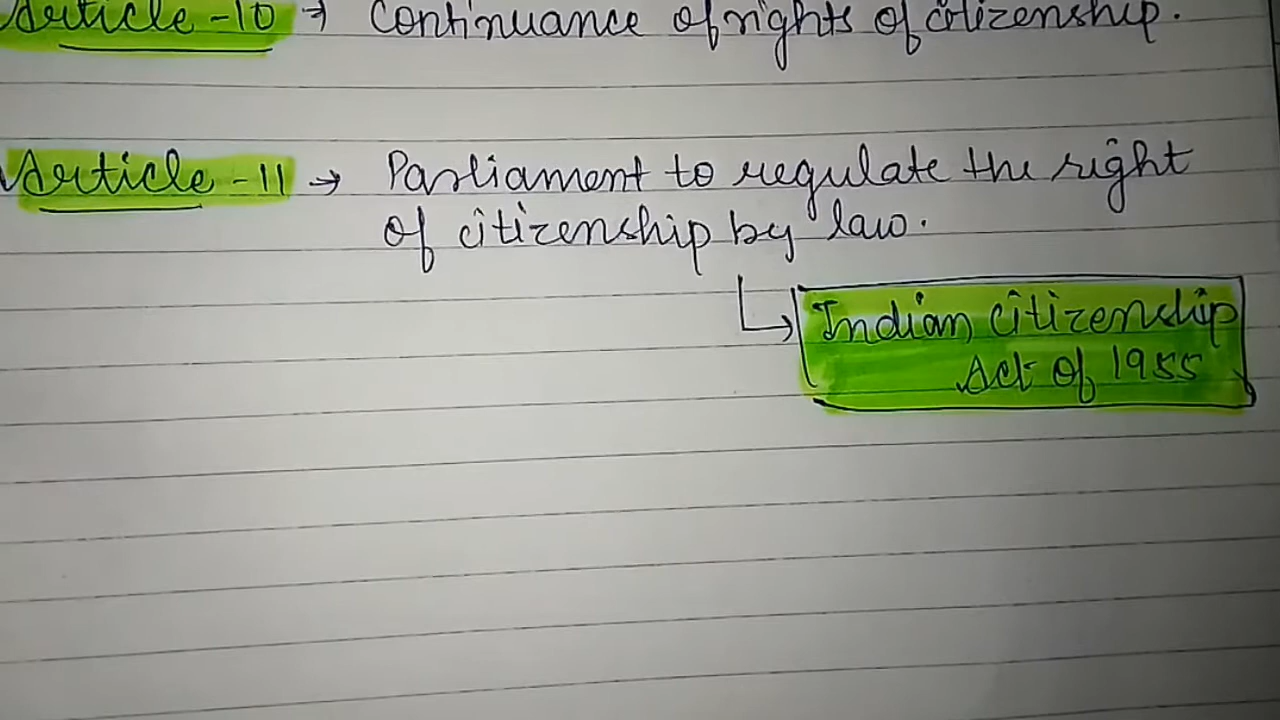 Article -10 → Continuance of rights of citizenship.
Article -11 → Parliament to regulate the right
of citizenship by law.
Indian citizenship
Act of 1955